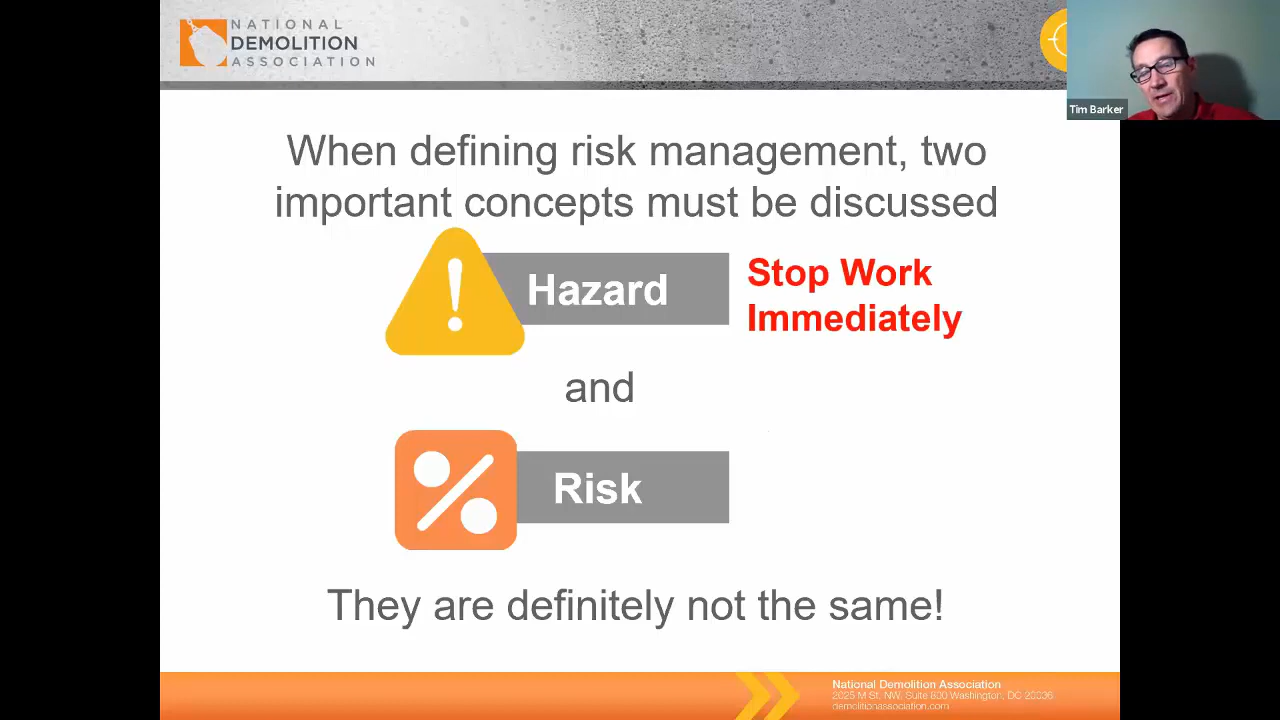 NATIONAL
DEMOLITION
ASSOCIATION
Tim Barker
When defining risk management, two
important concepts must be discussed
Hazard
Stop Work
Immediately
and
Risk
They are definitely not the same!
National Demolition Association
2025 M St. NW, Suite 800 Washington, DC 20036
demolitionassociation.com